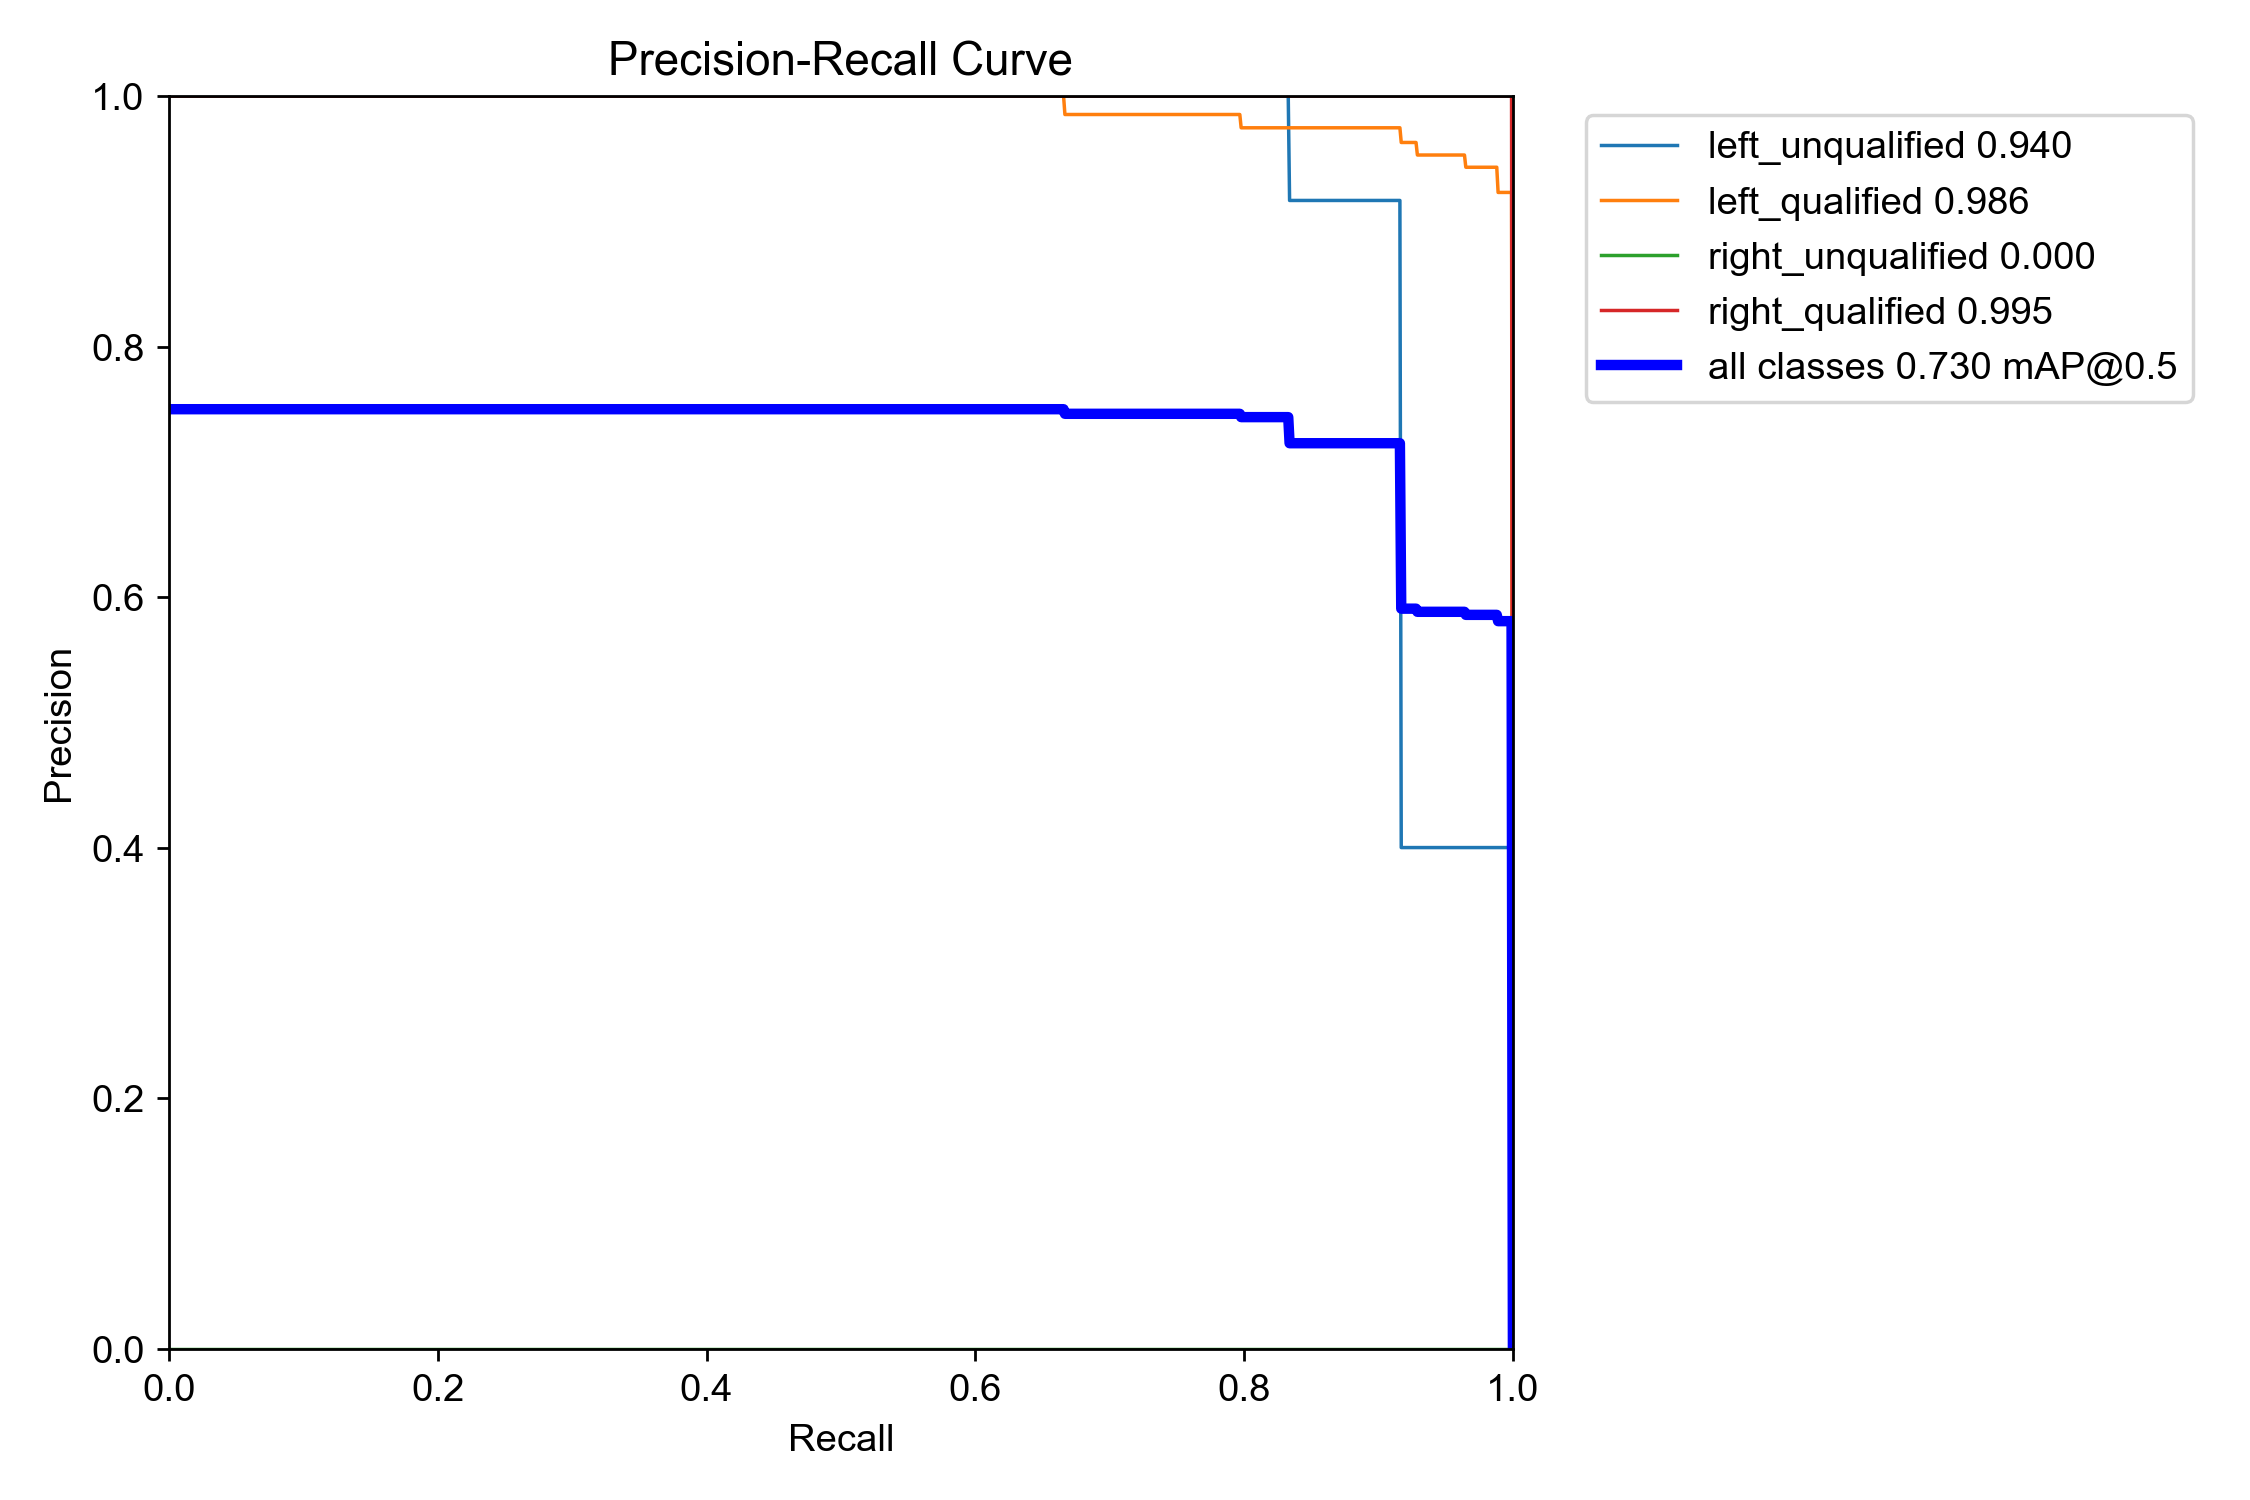 Precision-Recall Curve
1.0
0.8
0.6
0.4
0.2
0.0
Precision
0.0 0.2 0.4 0.6 0.8 1.0
Recall
left_unqualified 0.940
left_qualified 0.986
right_unqualified 0.000
right_qualified 0.995
all classes 0.730 mAP@0.5